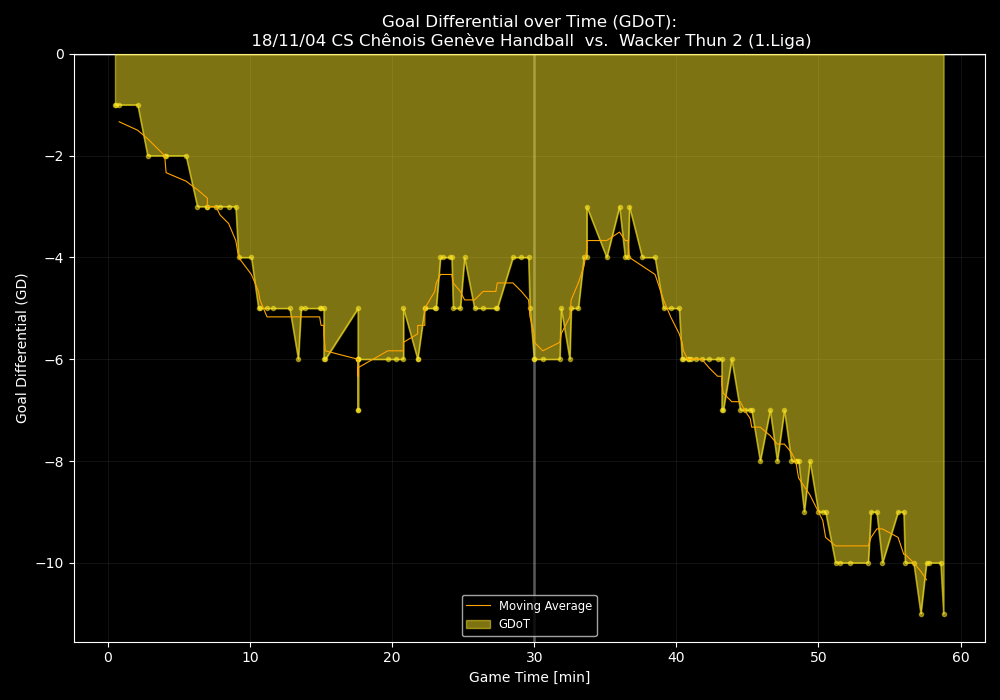 Goal Differential over Time (GDoT):
18/11/04 CS Chênois Genève Handball  vs.  Wacker Thun 2 (1.Liga)
Goal Differential (GD)
0
−2
−4
−6
−8
−10
Moving Average
GDoT
0 10 20 30 40 50 60
Game Time [min]